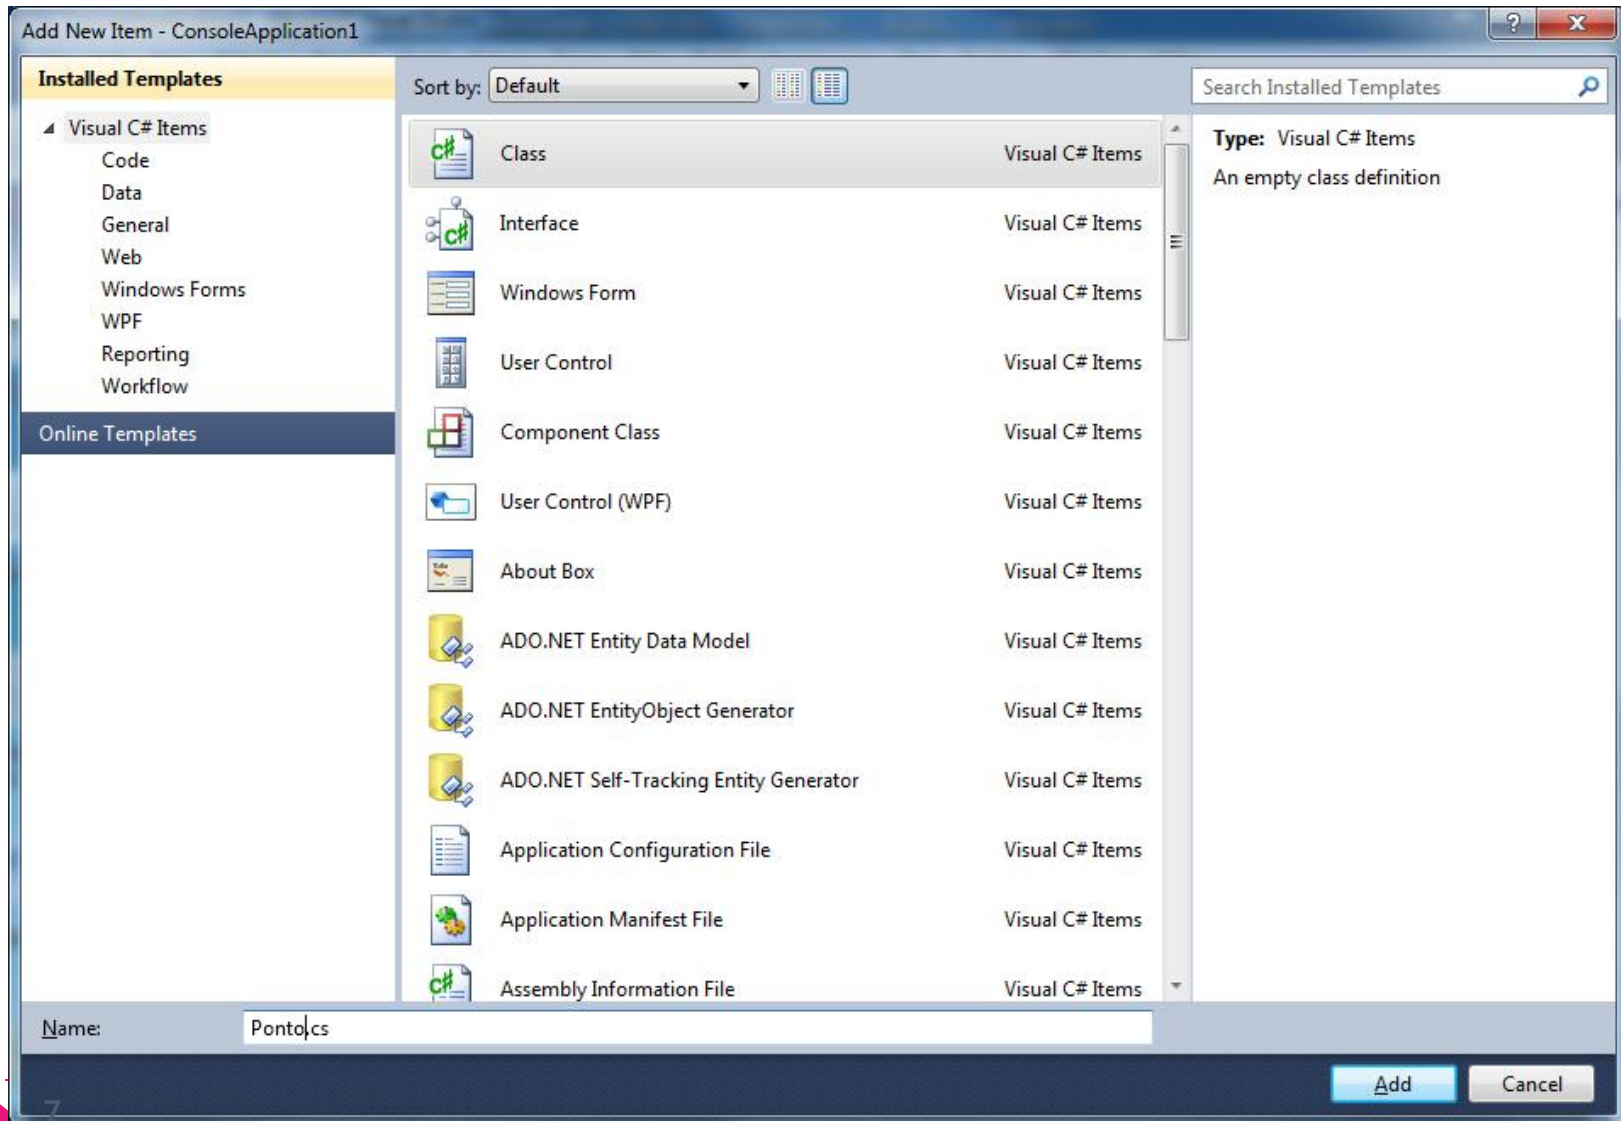 Add New Item - ConsoleApplication1
Installed Templates
Sort by: Default
Search Installed Templates
Visual C# Items
Code
Data
General
Web
Windows Forms
WPF
Reporting
Workflow
Online Templates
Class Visual C# Items
Interface Visual C# Items
Windows Form Visual C# Items
User Control Visual C# Items
Component Class Visual C# Items
User Control (WPF) Visual C# Items
About Box Visual C# Items
ADO.NET Entity Data Model Visual C# Items
ADO.NET EntityObject Generator Visual C# Items
ADO.NET Self-Tracking Entity Generator Visual C# Items
Application Configuration File Visual C# Items
Application Manifest File Visual C# Items
Assembly Information File Visual C# Items
Type: Visual C# Items
An empty class definition
Name: Ponto.cs
Add Cancel
7